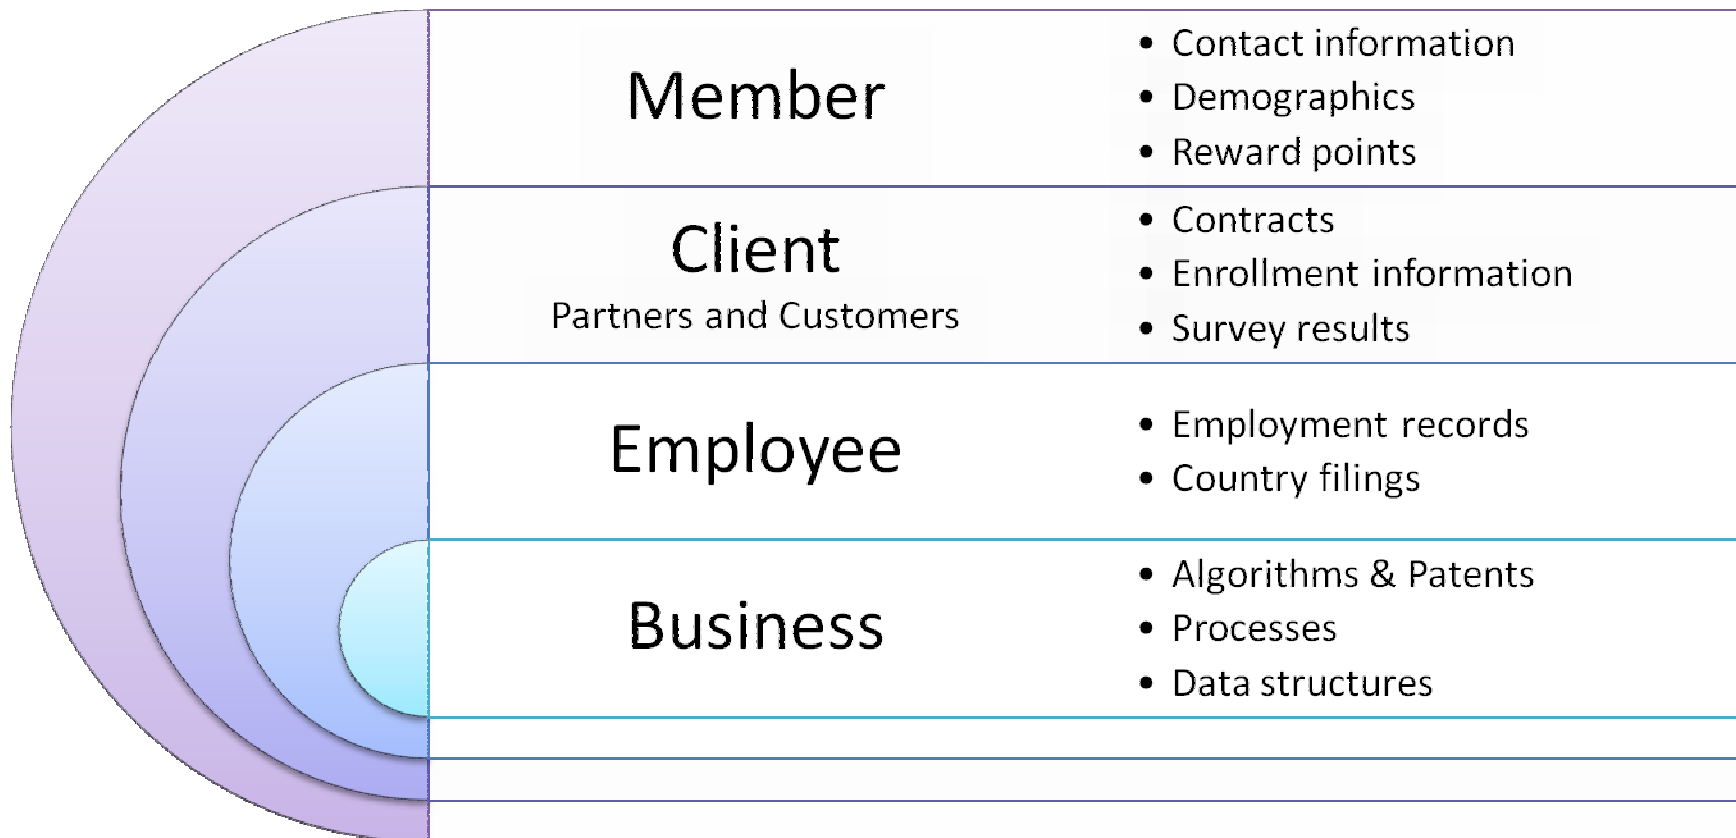 Member
• Contact information
• Demographics
• Reward points
Client
Partners and Customers
• Contracts
• Enrollment information
• Survey results
Employee
• Employment records
• Country filings
Business
• Algorithms & Patents
• Processes
• Data structures